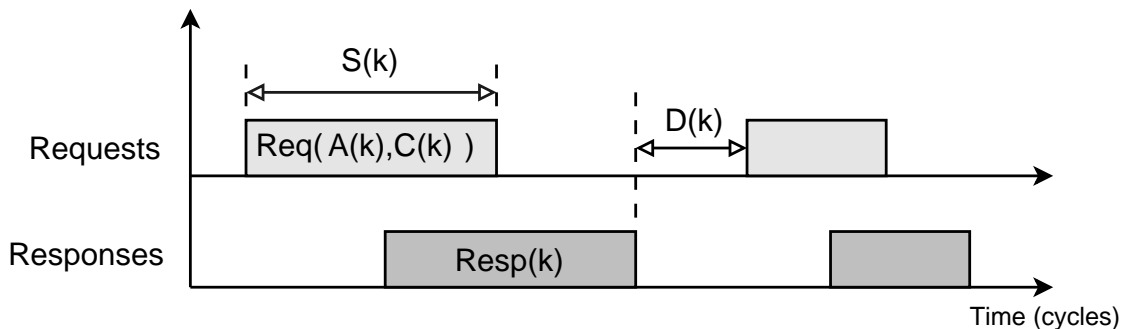 S(k)
D(k)
Requests
Req( A(k),C(k) )
Responses
Resp(k)
Time (cycles)